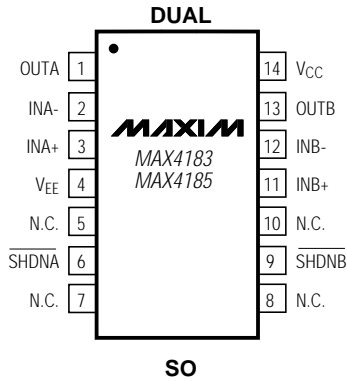 DUAL
OUTA 1
INA- 2
INA+ 3
VEE 4
N.C. 5
SHDNA 6
N.C. 7
MAXIM
MAX4183
MAX4185
14 VCC
13 OUTB
12 INB-
11 INB+
10 N.C.
9 SHDNB
8 N.C.
SO